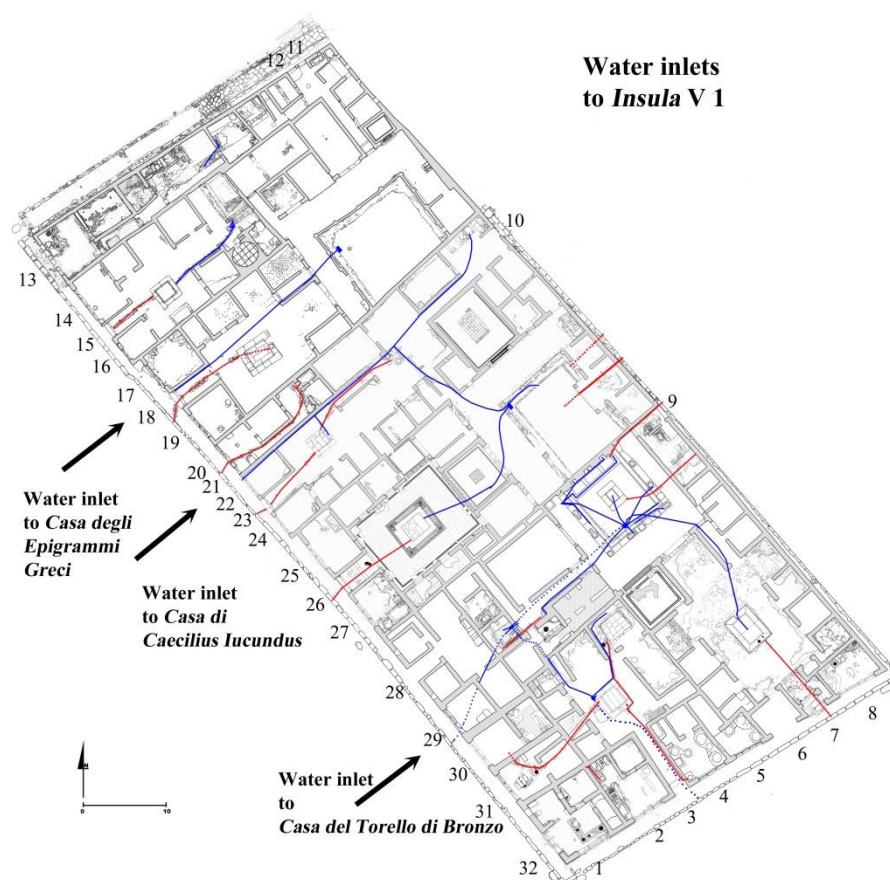 Water inlets
to Insula V 1
11
12
10
13
14
15
16
17
18
19
20
21
22
23
24
25
26
27
28
29
30
31
32
9
8
7
6
5
4
3
2
1
Water inlet
to Casa degli
Epigrammi
Greci
Water inlet
to Casa di
Caecilius Iucundus
Water inlet
to
Casa del Torello di Bronzo
N
0
10